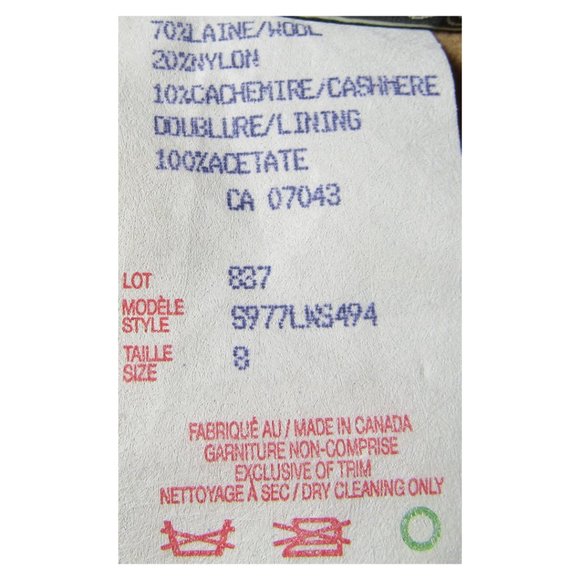 70%LAINE/WOOL
20%NYLON
10%CACHEMIRE/CASHMERE
DOUBLURE/LINING
100%ACETATE
CA 07043
LOT 837
MODÈLE
STYLE S977LNS494
TAILLE
SIZE 8
FABRIQUÉ AU / MADE IN CANADA
GARNITURE NON-COMPRISE
EXCLUSIVE OF TRIM
NETTOYAGE À SEC / DRY CLEANING ONLY